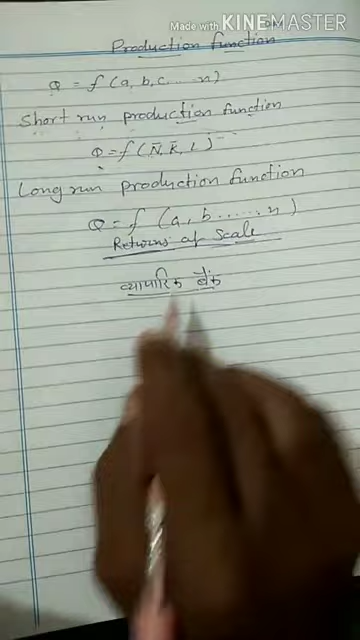 Made with KINEMASTER
Production function
Q = f (a, b, c.....n)
Short run production function
Q = f (N̄, K̄, L)
Long run production function
Q = f (a, b ...... n)
Returns of Scale
व्यापारिक बैंक